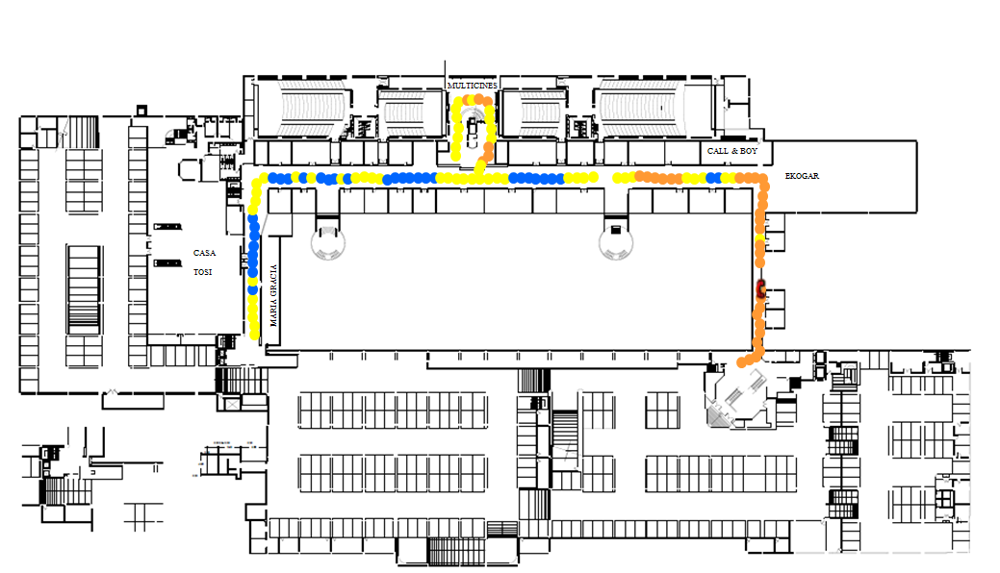 MULTICINES
CALL & BOY
EKOGAR
CASA
TOSI
MARIA GRACIA